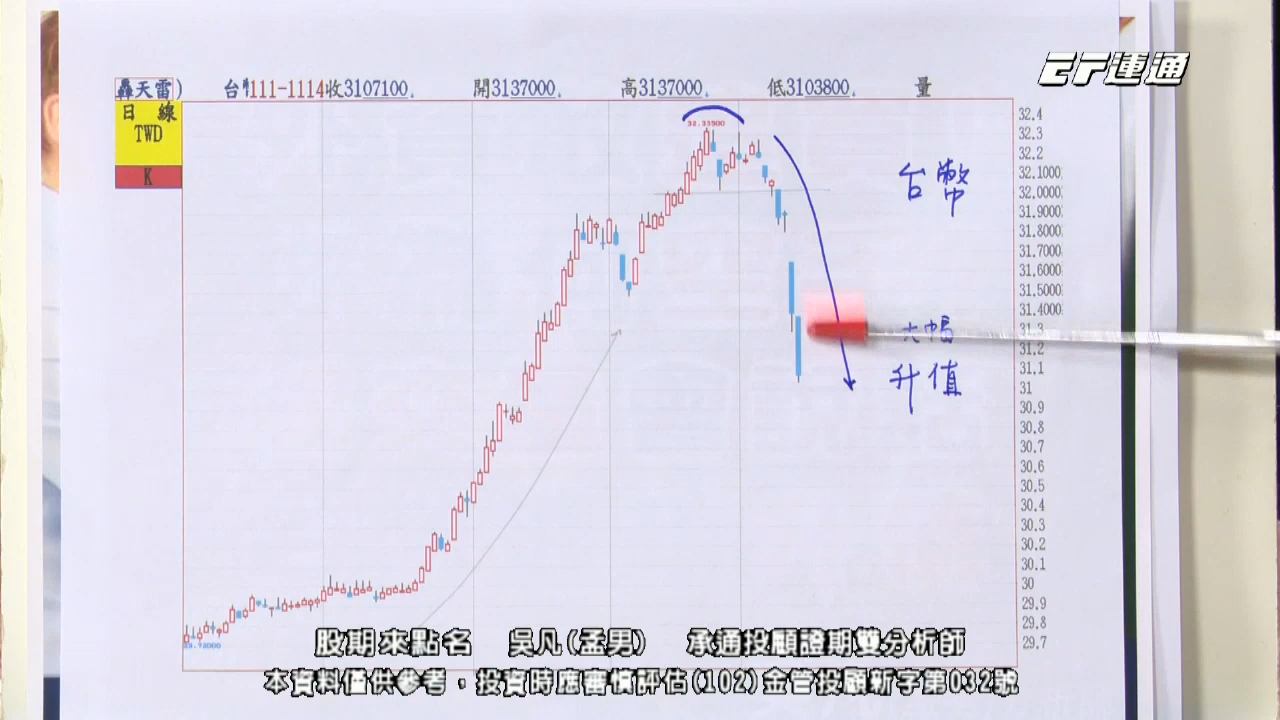 EF運通
轟天雷)
台幣111-1114收3107100.
開3137000.
高3137000.
低3103800.
量
日 線
TWD
K
32.33500
台幣
大幅
升值
32.4
32.3
32.2
32.1000
32.0000
31.9000
31.8000
31.7000
31.6000
31.5000
31.4000
31.3
31.2
31.1
31
30.9
30.8
30.7
30.6
30.5
30.4
30.3
30.2
30.1
30
29.9
29.8
29.7
股期來點名 吳凡(孟男) 承通投顧證期雙分析師
本資料僅供參考，投資時應審慎評估(102)金管投顧新字第032號